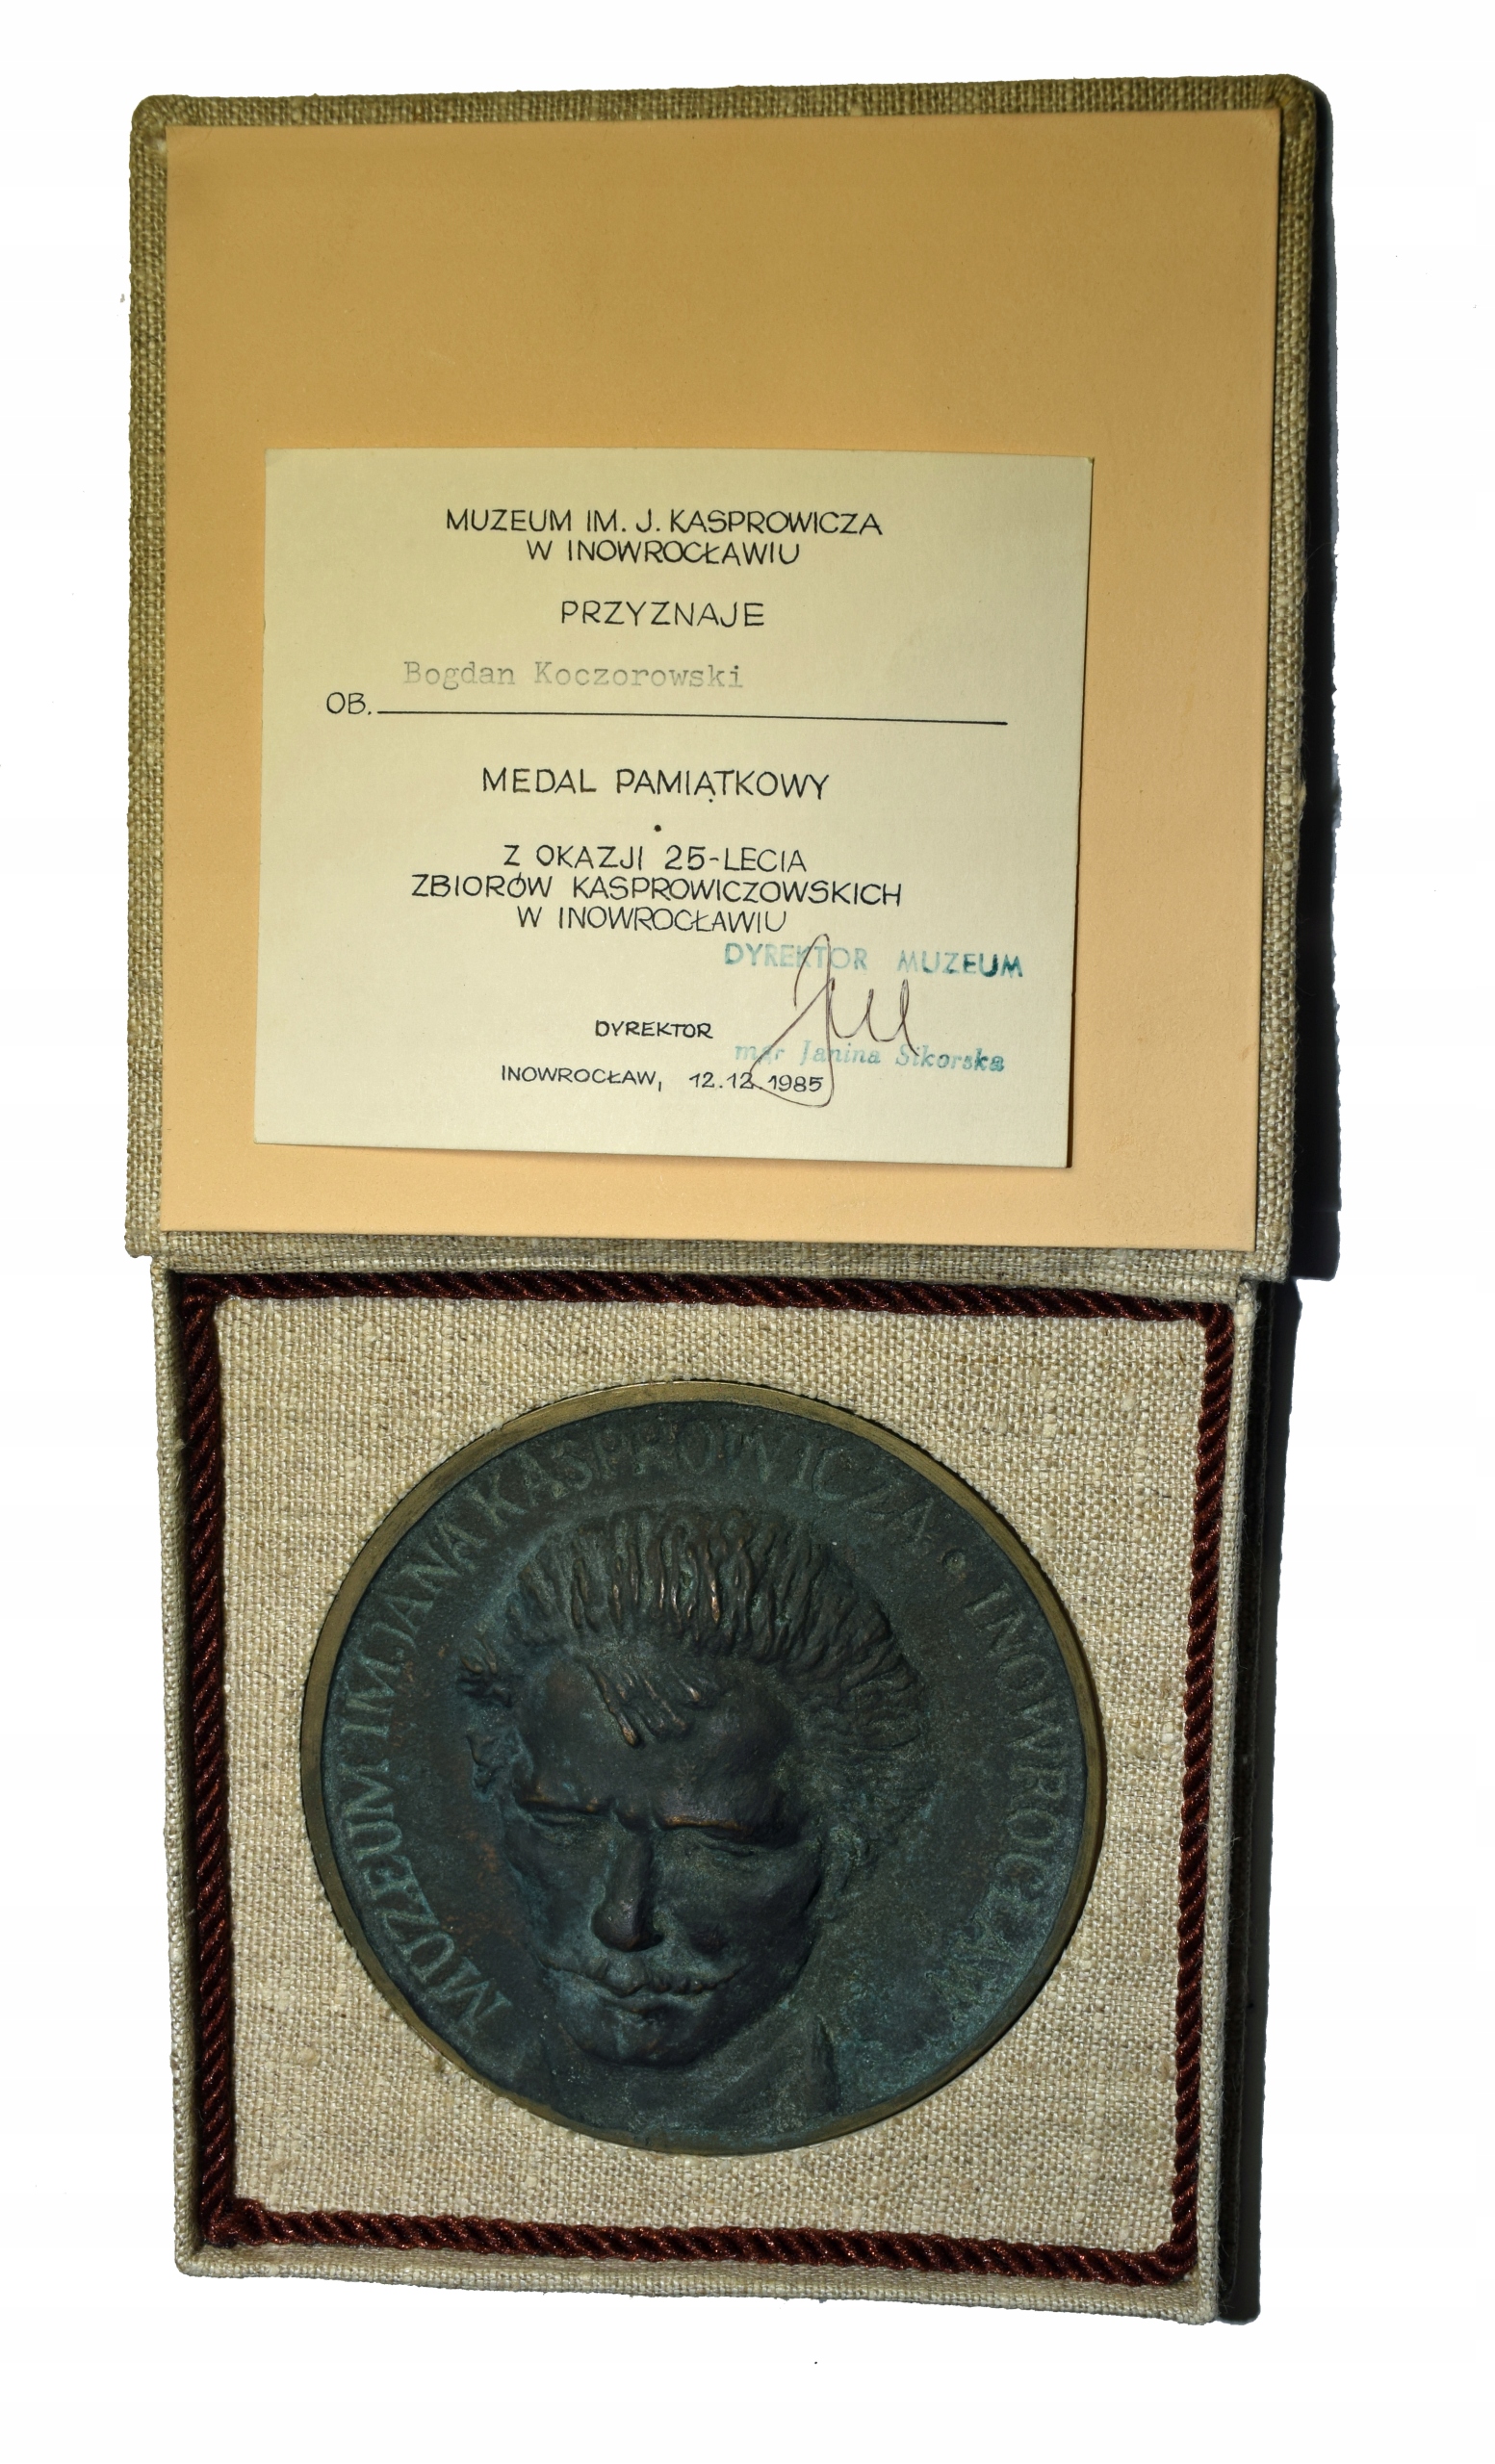 MUZEUM IM. J. KASPROWICZA
W INOWROCŁAWIU
PRZYZNAJE
Bogdan Koczorowski
OB.
MEDAL PAMIĄTKOWY
Z OKAZJI 25-LECIA
ZBIORÓW KASPROWICZOWSKICH
W INOWROCŁAWIU
DYREKTOR MUZEUM
DYREKTOR
mgr Janina Sikorska
INOWROCŁAW, 12.12.1985
MUZEUM IM. JANA KASPROWICZA • INOWROCŁAW